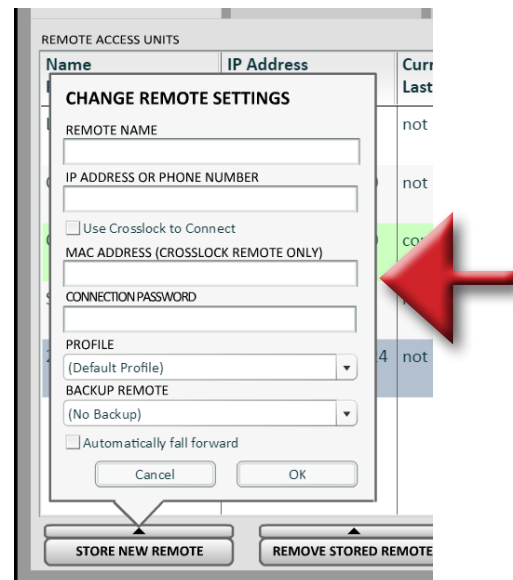 REMOTE ACCESS UNITS
Name IP Address Curr
Last
CHANGE REMOTE SETTINGS
REMOTE NAME
not
IP ADDRESS OR PHONE NUMBER
not
Use Crosslock to Connect
MAC ADDRESS (CROSSLOCK REMOTE ONLY)
CONNECTION PASSWORD
PROFILE
(Default Profile)
4 not
BACKUP REMOTE
(No Backup)
Automatically fall forward
Cancel OK
STORE NEW REMOTE REMOVE STORED REMOTE